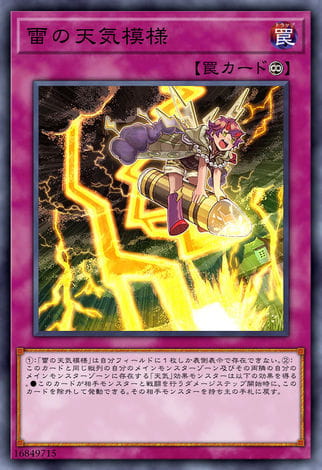 雷の天気模様
トラップ
罠
【罠カード】
①:「雷の天気模様」は自分フィールドに1枚しか表側表示で存在できない。②:
このカードと同じ縦列の自分のメインモンスターゾーン及びその両隣の自分の
メインモンスターゾーンに存在する「天気」効果モンスターは以下の効果を得る
。●このカードが相手モンスターと戦闘を行うダメージステップ開始時に、この
カードを除外して発動できる。その相手モンスターを持ち主の手札に戻す。
16849715